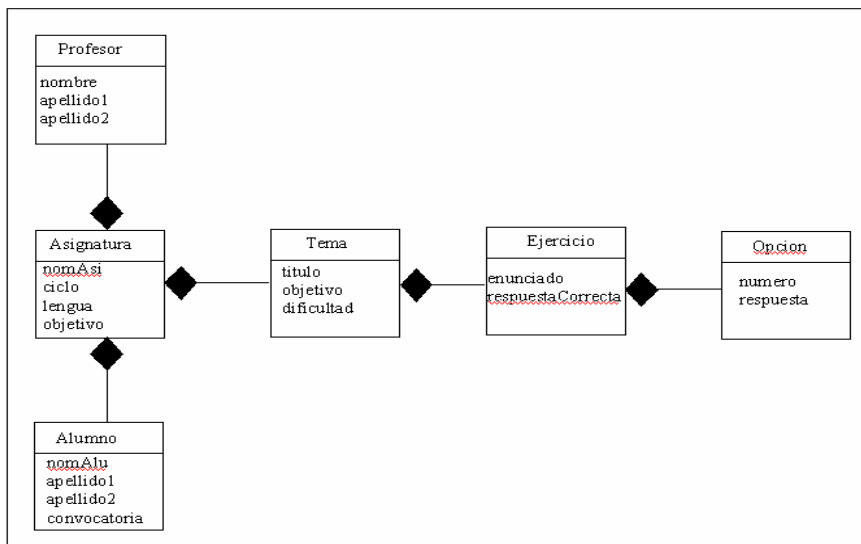 Profesor
nombre
apellido1
apellido2
Asignatura
nomAsi
ciclo
lengua
objetivo
Tema
titulo
objetivo
dificultad
Ejercicio
enunciado
respuestaCorrecta
Opcion
numero
respuesta
Alumno
nomAlu
apellido1
apellido2
convocatoria